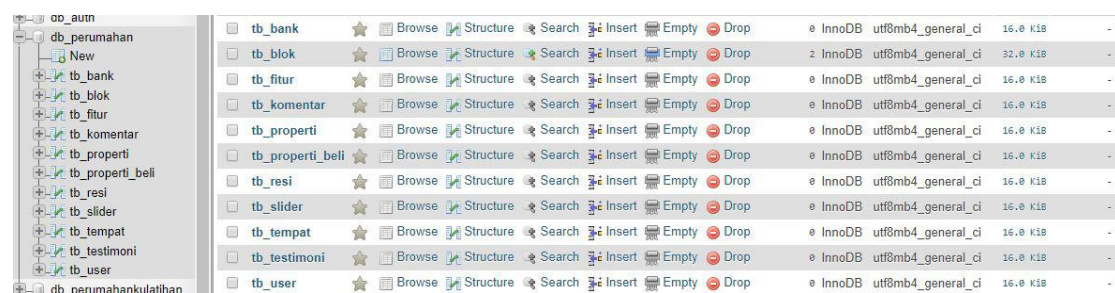 db_auth
db_perumahan
New
tb_bank
tb_blok
tb_fitur
tb_komentar
tb_properti
tb_properti_beli
tb_resi
tb_slider
tb_tempat
tb_testimoni
tb_user
db_perumahankulatihan
tb_bank Browse Structure Search Insert Empty Drop 0 InnoDB utf8mb4_general_ci 16.0 KiB -
tb_blok Browse Structure Search Insert Empty Drop 2 InnoDB utf8mb4_general_ci 32.0 KiB -
tb_fitur Browse Structure Search Insert Empty Drop 0 InnoDB utf8mb4_general_ci 16.0 KiB -
tb_komentar Browse Structure Search Insert Empty Drop 0 InnoDB utf8mb4_general_ci 16.0 KiB -
tb_properti Browse Structure Search Insert Empty Drop 0 InnoDB utf8mb4_general_ci 16.0 KiB -
tb_properti_beli Browse Structure Search Insert Empty Drop 0 InnoDB utf8mb4_general_ci 16.0 KiB -
tb_resi Browse Structure Search Insert Empty Drop 0 InnoDB utf8mb4_general_ci 16.0 KiB -
tb_slider Browse Structure Search Insert Empty Drop 0 InnoDB utf8mb4_general_ci 16.0 KiB -
tb_tempat Browse Structure Search Insert Empty Drop 0 InnoDB utf8mb4_general_ci 16.0 KiB -
tb_testimoni Browse Structure Search Insert Empty Drop 0 InnoDB utf8mb4_general_ci 16.0 KiB -
tb_user Browse Structure Search Insert Empty Drop 0 InnoDB utf8mb4_general_ci 16.0 KiB -